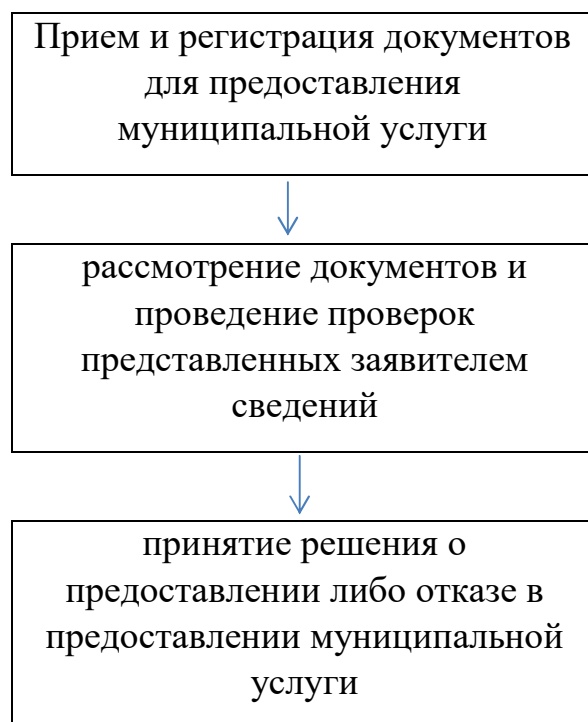 Прием и регистрация документов
для предоставления
муниципальной услуги
рассмотрение документов и
проведение проверок
представленных заявителем
сведений
принятие решения о
предоставлении либо отказе в
предоставлении муниципальной
услуги